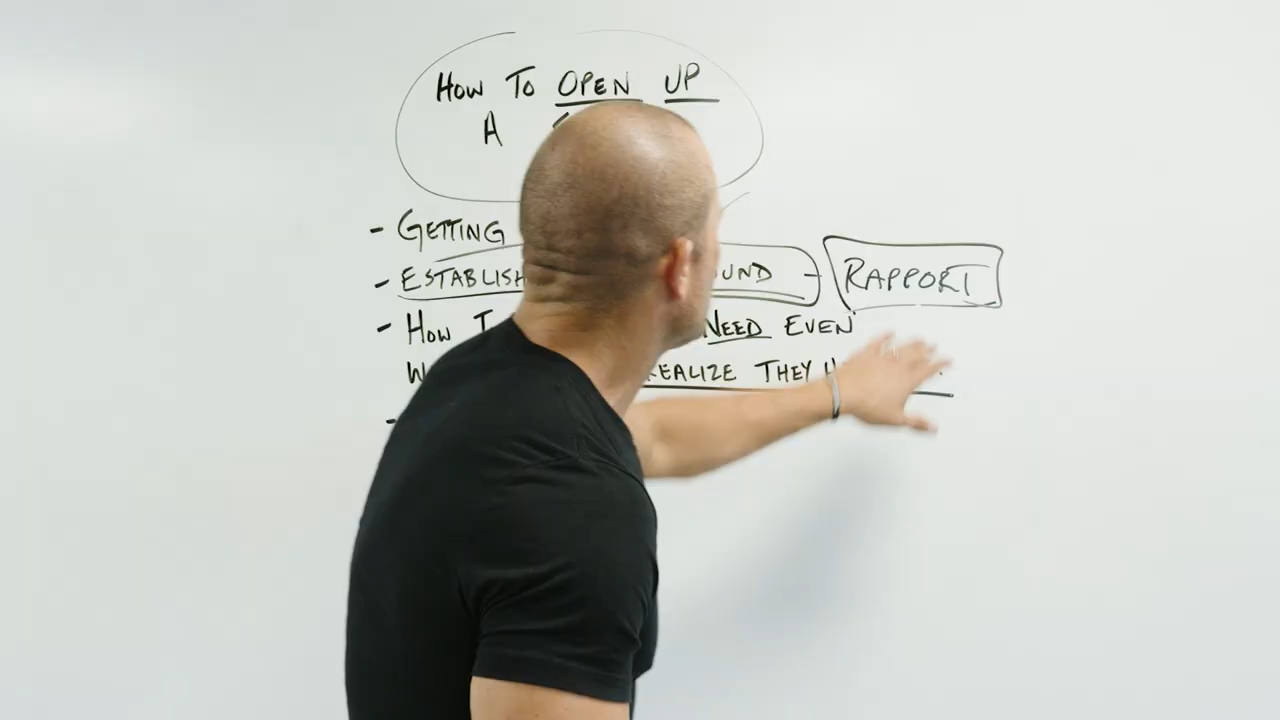 HOW TO OPEN UP
A
- GETTING
- ESTABLISH UND - RAPPORT
- HOW T NEED EVEN
W REALIZE THEY H
-